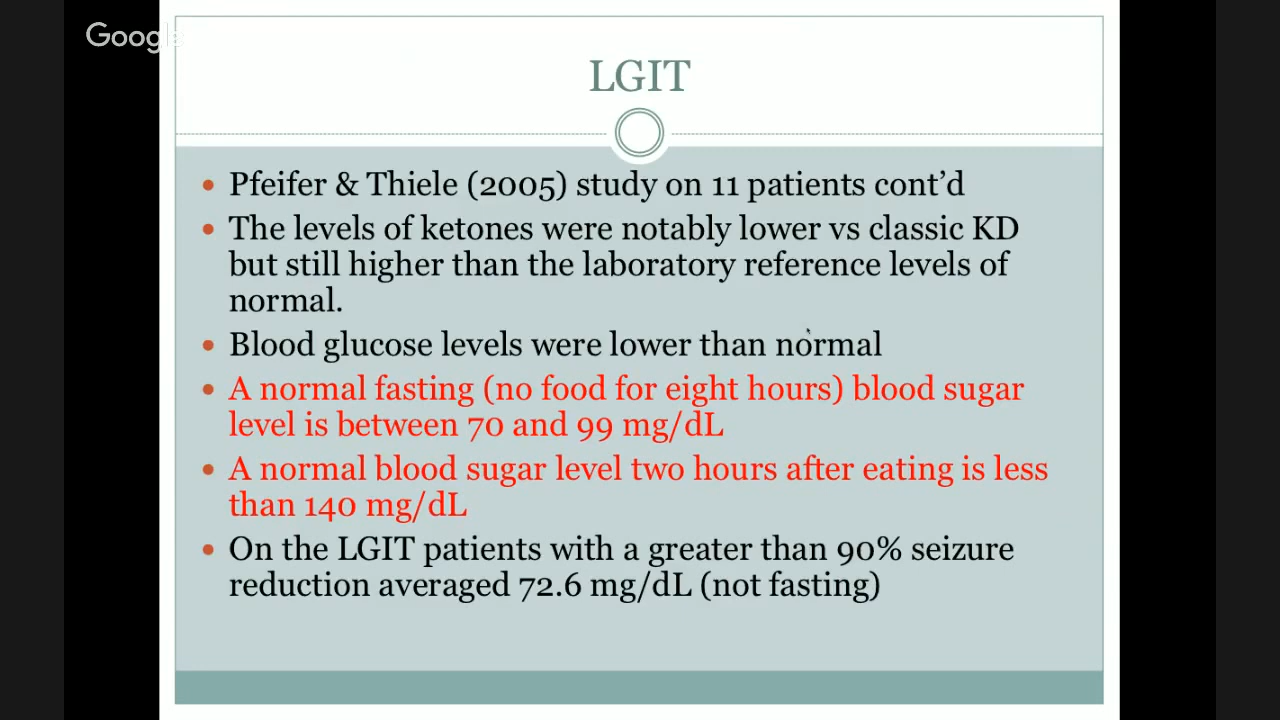 Google
LGIT
• Pfeifer & Thiele (2005) study on 11 patients cont’d
• The levels of ketones were notably lower vs classic KD
but still higher than the laboratory reference levels of
normal.
• Blood glucose levels were lower than normal
• A normal fasting (no food for eight hours) blood sugar
level is between 70 and 99 mg/dL
• A normal blood sugar level two hours after eating is less
than 140 mg/dL
• On the LGIT patients with a greater than 90% seizure
reduction averaged 72.6 mg/dL (not fasting)